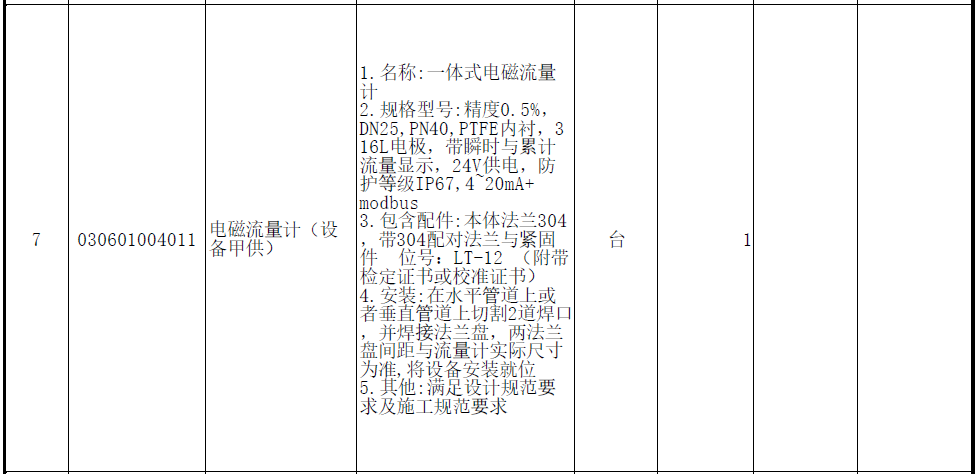 7
030601004011
电磁流量计（设
备甲供）
1.名称:一体式电磁流量
计
2.规格型号:精度0.5%，
DN25,PN40,PTFE内衬，3
16L电极，带瞬时与累计
流量显示，24V供电，防
护等级IP67,4~20mA+
modbus
3.包含配件:本体法兰304
，带304配对法兰与紧固
件 位号：LT-12 （附带
检定证书或校准证书）
4.安装:在水平管道上或
者垂直管道上切割2道焊口
，并焊接法兰盘，两法兰
盘间距与流量计实际尺寸
为准,将设备安装就位
5.其他:满足设计规范要
求及施工规范要求
台
1